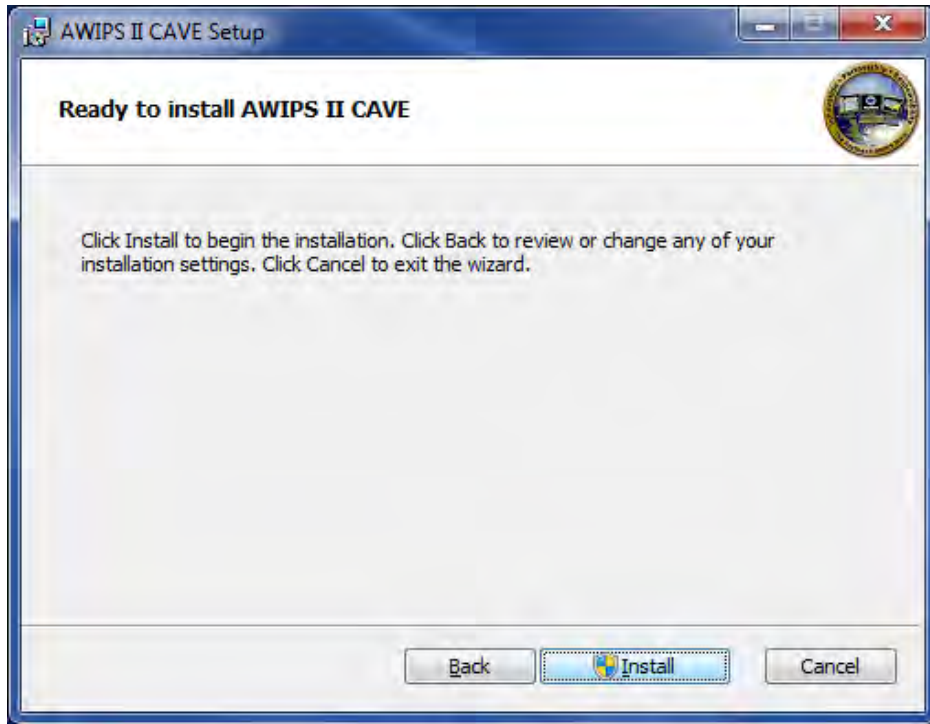 AWIPS II CAVE Setup
Ready to install AWIPS II CAVE
Click Install to begin the installation. Click Back to review or change any of your
installation settings. Click Cancel to exit the wizard.
Back Install Cancel